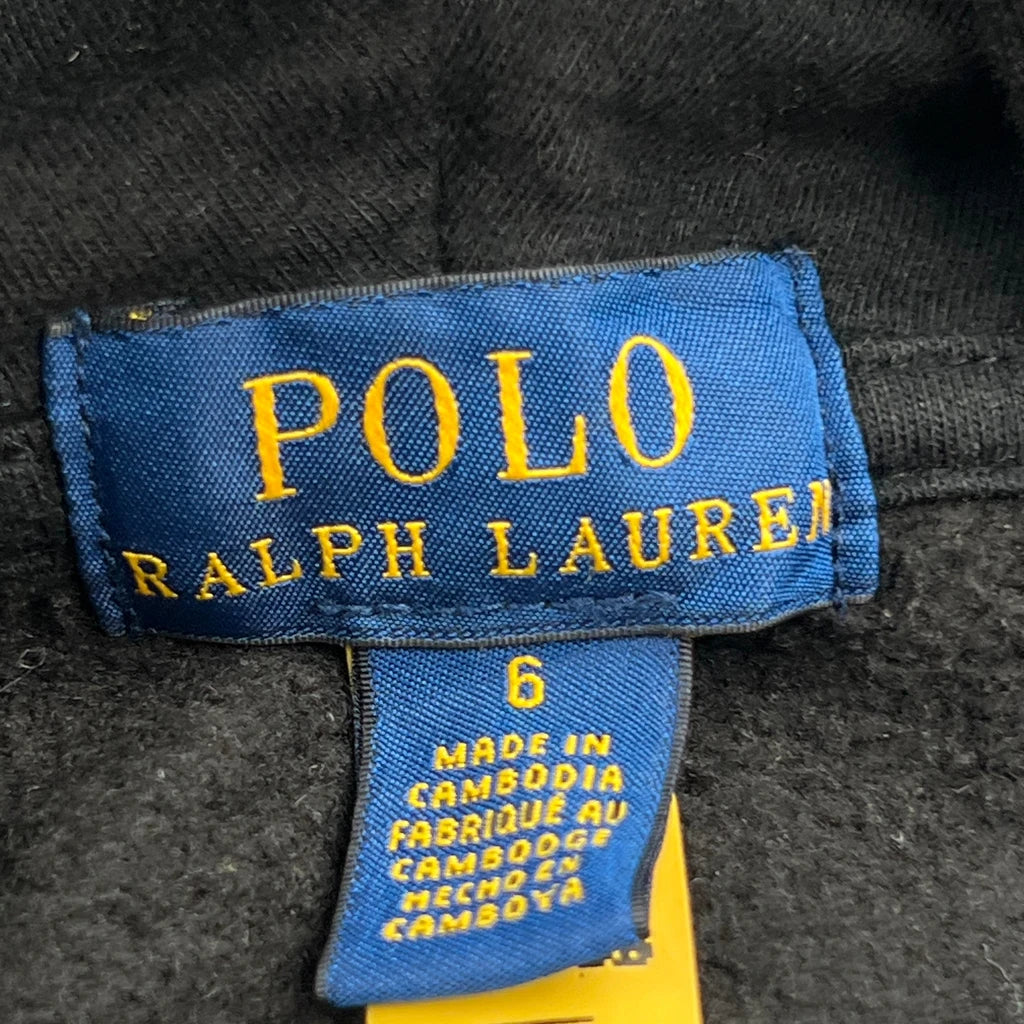 POLO
RALPH LAUREN
6
MADE IN
CAMBODIA
FABRIQUÉ AU
CAMBODGE
HECHO EN
CAMBOYA